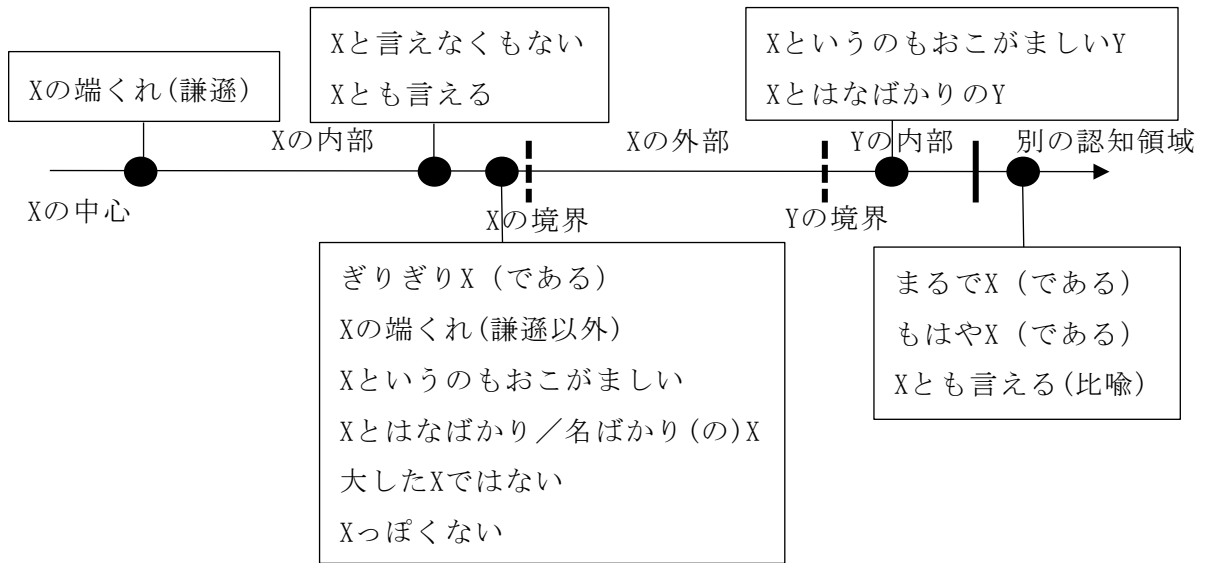 Xの端くれ(謙遜)
Xと言えなくもない
Xとも言える
XというのもおこがましいY
XとはなばかりのY
Xの内部
Xの外部
Yの内部
別の認知領域
Xの中心
Xの境界
Yの境界
ぎりぎりX (である)
Xの端くれ(謙遜以外)
Xというのもおこがましい
Xとはなばかり／名ばかり(の)X
大したXではない
Xっぽくない
まるでX (である)
もはやX (である)
Xとも言える(比喩)